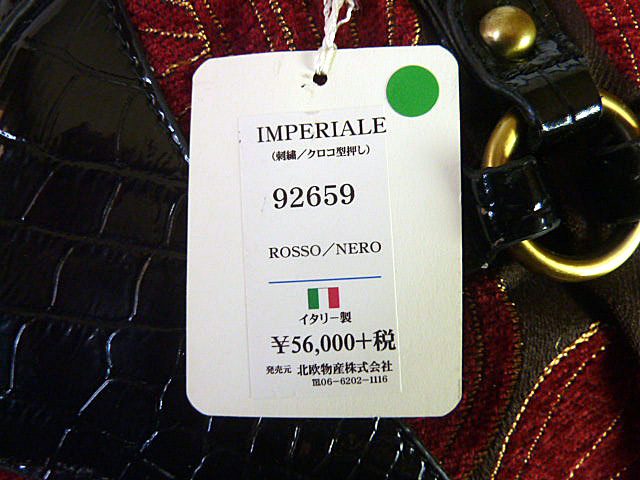 IMPERIALE
(刺繍／クロコ型押し)
92659
ROSSO／NERO
イタリー製
¥56,000+税
発売元 北欧物産株式会社
℡06-6202-1116